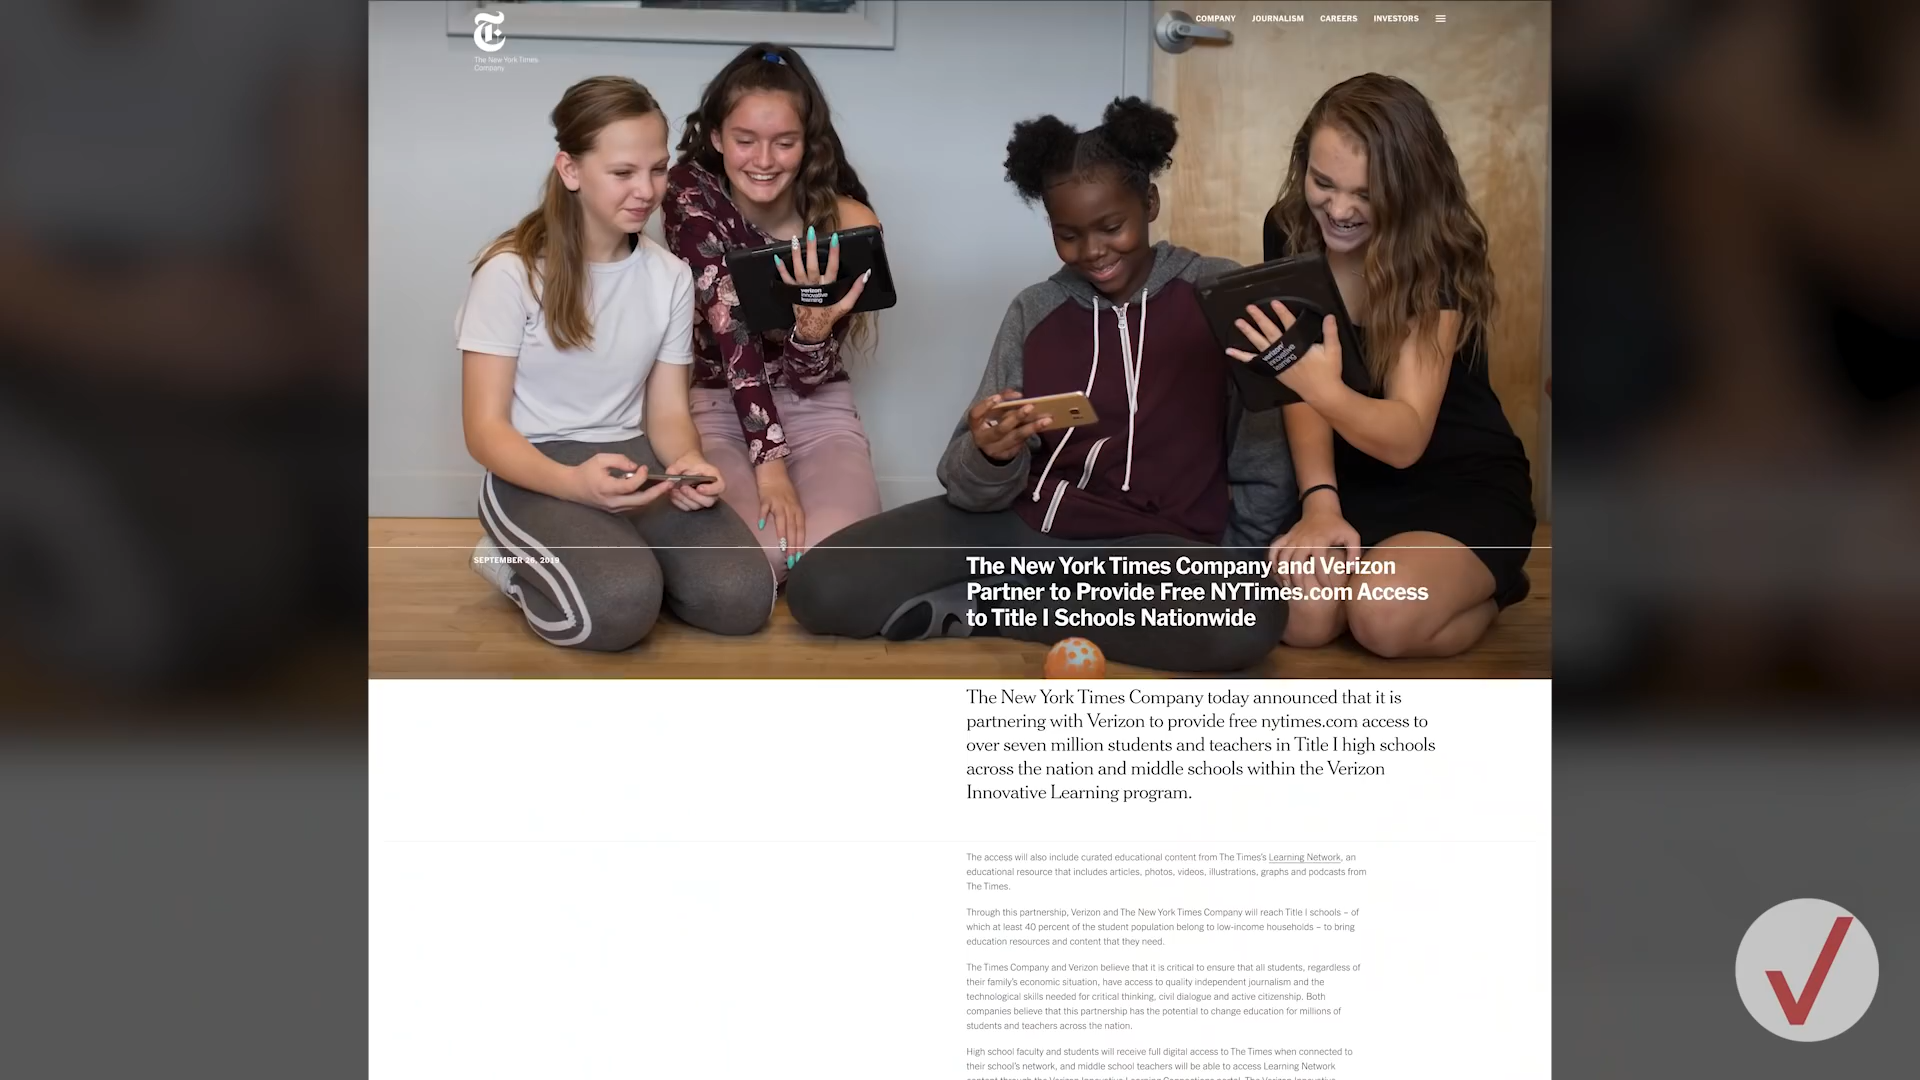 COMPANY JOURNALISM CAREERS INVESTORS
The New York Times
Company
verizon
innovative
learning
verizon
innovative
learning
SEPTEMBER 26, 2019
The New York Times Company and Verizon
Partner to Provide Free NYTimes.com Access
to Title I Schools Nationwide
The New York Times Company today announced that it is
partnering with Verizon to provide free nytimes.com access to
over seven million students and teachers in Title I high schools
across the nation and middle schools within the Verizon
Innovative Learning program.
The access will also include curated educational content from The Times's Learning Network, an
educational resource that includes articles, photos, videos, illustrations, graphs and podcasts from
The Times.
Through this partnership, Verizon and The New York Times Company will reach Title I schools – of
which at least 40 percent of the student population belong to low-income households – to bring
education resources and content that they need.
The Times Company and Verizon believe that it is critical to ensure that all students, regardless of
their family's economic situation, have access to quality independent journalism and the
technological skills needed for critical thinking, civil dialogue and active citizenship. Both
companies believe that this partnership has the potential to change education for millions of
students and teachers across the nation.
High school faculty and students will receive full digital access to The Times when connected to
their school's network, and middle school teachers will be able to access Learning Network